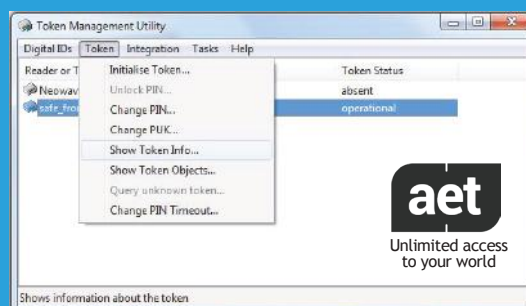 Token Management Utility
Digital IDs Token Integration Tasks Help
Reader or T
Token Status
Neowav
absent
safe_fro
operational
Initialise Token...
Unlock PIN...
Change PIN...
Change PUK...
Show Token Info...
Show Token Objects...
Query unknown token...
Change PIN Timeout...
aet
Unlimited access
to your world
Shows information about the token